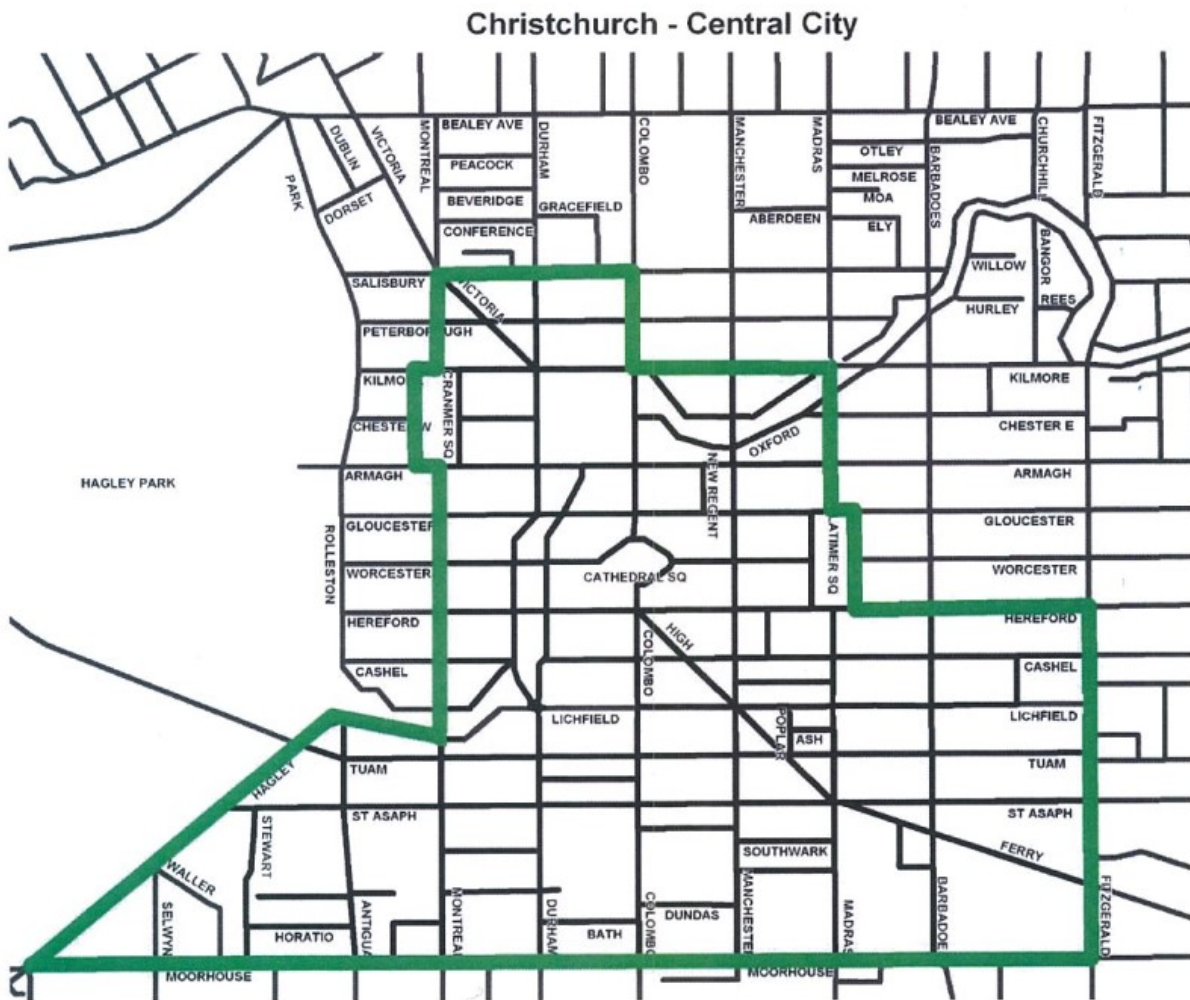 Christchurch - Central City
BEALEY AVE
BEALEY AVE
DUBLIN
VICTORIA
MONTREAL
DURHAM
COLOMBO
MANCHESTER
MADRAS
BARBADOES
CHURCHHILL
FITZGERALD
OTLEY
PEACOCK
MELROSE
PARK
DORSET
BEVERIDGE
GRACEFIELD
MOA
ABERDEEN
CONFERENCE
ELY
BANGOR
WILLOW
SALISBURY
VICTORIA
REES
HURLEY
PETERBOROUGH
KILMORE
CRANMER SQ
KILMORE
CHESTER W
OXFORD
CHESTER E
ARMAGH
NEW REGENT
ARMAGH
HAGLEY PARK
GLOUCESTER
LATIMER SQ
GLOUCESTER
ROLLESTON
WORCESTER
CATHEDRAL SQ
WORCESTER
HEREFORD
HIGH
HEREFORD
COLOMBO
CASHEL
CASHEL
LICHFIELD
POPLAR
LICHFIELD
ASH
HAGLEY
TUAM
TUAM
ST ASAPH
ST ASAPH
STEWART
SOUTHWARK
FERRY
WALLER
SELWYN
ANTIGUA
MONTREAL
DURHAM
COLOMBO
MANCHESTER
MADRAS
BARBADOE
FITZGERALD
DUNDAS
HORATIO
BATH
MOORHOUSE
MOORHOUSE